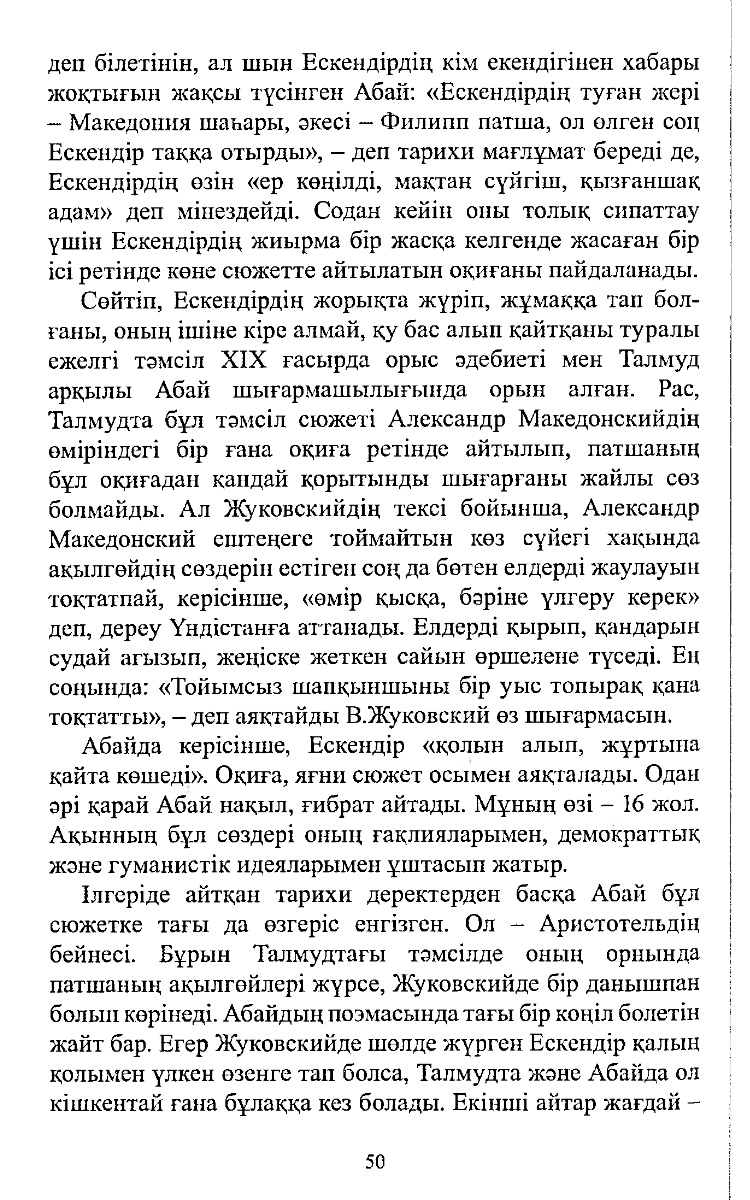 деп білетінін, ал шын Ескендірдің кім екендігінен хабары
жоқтығын жақсы түсінген Абай: «Ескендірдің туған жері
– Македония шаһары, әкесі – Филипп патша, ол өлген соң
Ескендір таққа отырды», – деп тарихи мағлұмат береді де,
Ескендірдің өзін «ер көңілді, мақтан сүйгіш, қызғаншақ
адам» деп мінездейді. Содан кейін оны толық сипаттау
үшін Ескендірдің жиырма бір жасқа келгенде жасаған бір
ісі ретінде көне сюжетте айтылатын оқиғаны пайдаланады.
Сөйтіп, Ескендірдің жорықта жүріп, жұмаққа тап бол-
ғаны, оның ішіне кіре алмай, қу бас алып қайтқаны туралы
ежелгі тәмсіл XIX ғасырда орыс әдебиеті мен Талмуд
арқылы Абай шығармашылығында орын алған. Рас,
Талмудта бұл тәмсіл сюжеті Александр Македонскийдің
өміріндегі бір ғана оқиға ретінде айтылып, патшаның
бұл оқиғадан қандай қорытынды шығарғаны жайлы сөз
болмайды. Ал Жуковскийдің тексі бойынша, Александр
Македонский ештеңеге тоймайтын көз сүйегі хақында
ақылгөйдің сөздерін естіген соң да бөтен елдерді жаулауын
тоқтатпай, керісінше, «өмір қысқа, бәріне үлгеру керек»
деп, дереу Үндістанға аттанады. Елдерді қырып, қандарын
судай ағызып, жеңіске жеткен сайын өршелене түседі. Ең
соңында: «Тойымсыз шапқыншыны бір уыс топырақ қана
тоқтатты», – деп аяқтайды В.Жуковский өз шығармасын.
Абайда керісінше, Ескендір «қолын алып, жұртына
қайта көшеді». Оқиға, яғни сюжет осымен аяқталады. Одан
әрі қарай Абай нақыл, ғибрат айтады. Мұның өзі – 16 жол.
Ақынның бұл сөздері оның ғақлияларымен, демократтық
және гуманистік идеяларымен ұштасып жатыр.
Ілгеріде айтқан тарихи деректерден басқа Абай бұл
сюжетке тағы да өзгеріс енгізген. Ол – Аристотельдің
бейнесі. Бұрын Талмудтағы тәмсілде оның орнында
патшаның ақылгөйлері жүрсе, Жуковскийде бір данышпан
болып көрінеді. Абайдың поэмасында тағы бір көңіл бөлетін
жайт бар. Егер Жуковскийде шөлде жүрген Ескендір қалың
қолымен үлкен өзенге тап болса, Талмудта және Абайда ол
кішкентай ғана бұлаққа кез болады. Екінші айтар жағдай –
50